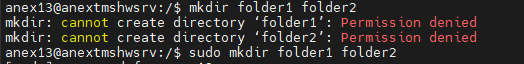 anex13@anextmshwsrv:/$ mkdir folder1 folder2
mkdir: cannot create directory ‘folder1’: Permission denied
mkdir: cannot create directory ‘folder2’: Permission denied
anex13@anextmshwsrv:/$ sudo mkdir folder1 folder2